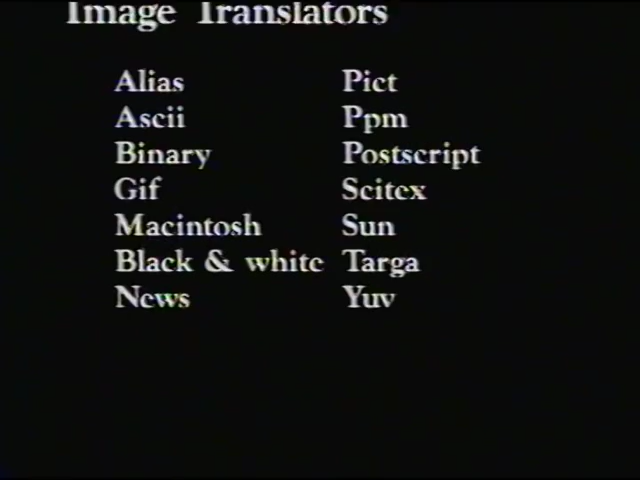 Image Translators
Alias Pict
Ascii Ppm
Binary Postscript
Gif Scitex
Macintosh Sun
Black & white Targa
News Yuv